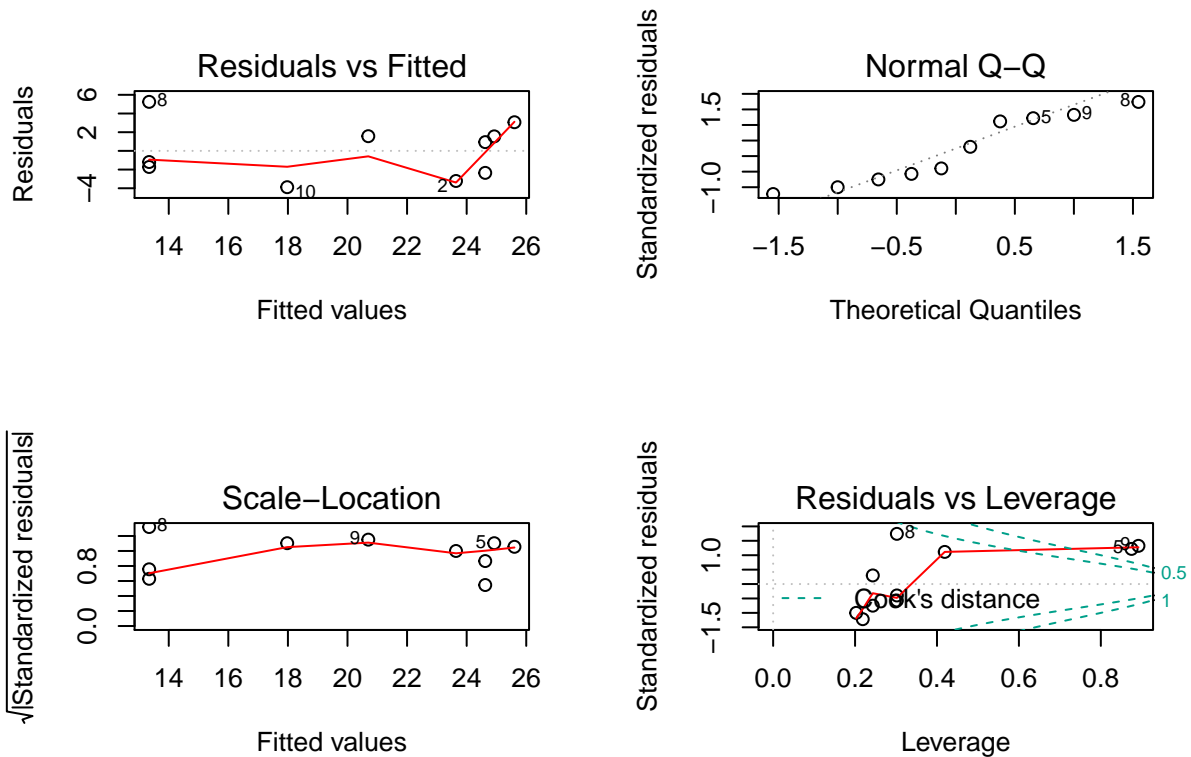 Residuals vs Fitted
Residuals
6
2
−4
8
10
2
14 16 18 20 22 24 26
Fitted values
Normal Q−Q
Standardized residuals
1.5
−1.0
8
5
9
−1.5 −0.5 0.5 1.5
Theoretical Quantiles
Scale−Location
√|Standardized residuals|
0.8
0.0
8
9
5
14 16 18 20 22 24 26
Fitted values
Residuals vs Leverage
Standardized residuals
1.0
−1.5
8
5
9
0.5
1
Cook's distance
0.0 0.2 0.4 0.6 0.8
Leverage